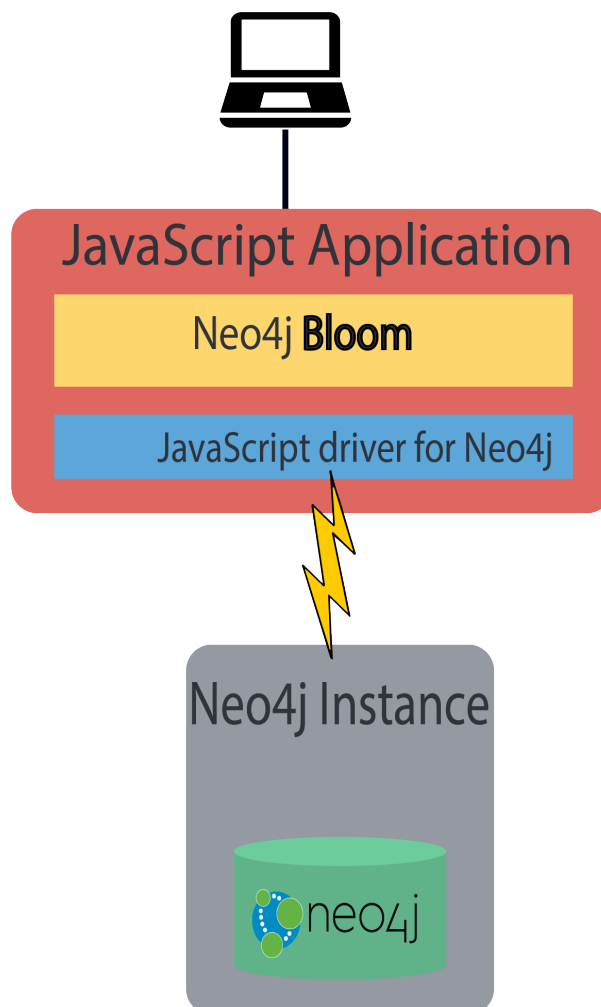 JavaScript Application
Neo4j Bloom
JavaScript driver for Neo4j
Neo4j Instance
neo4j